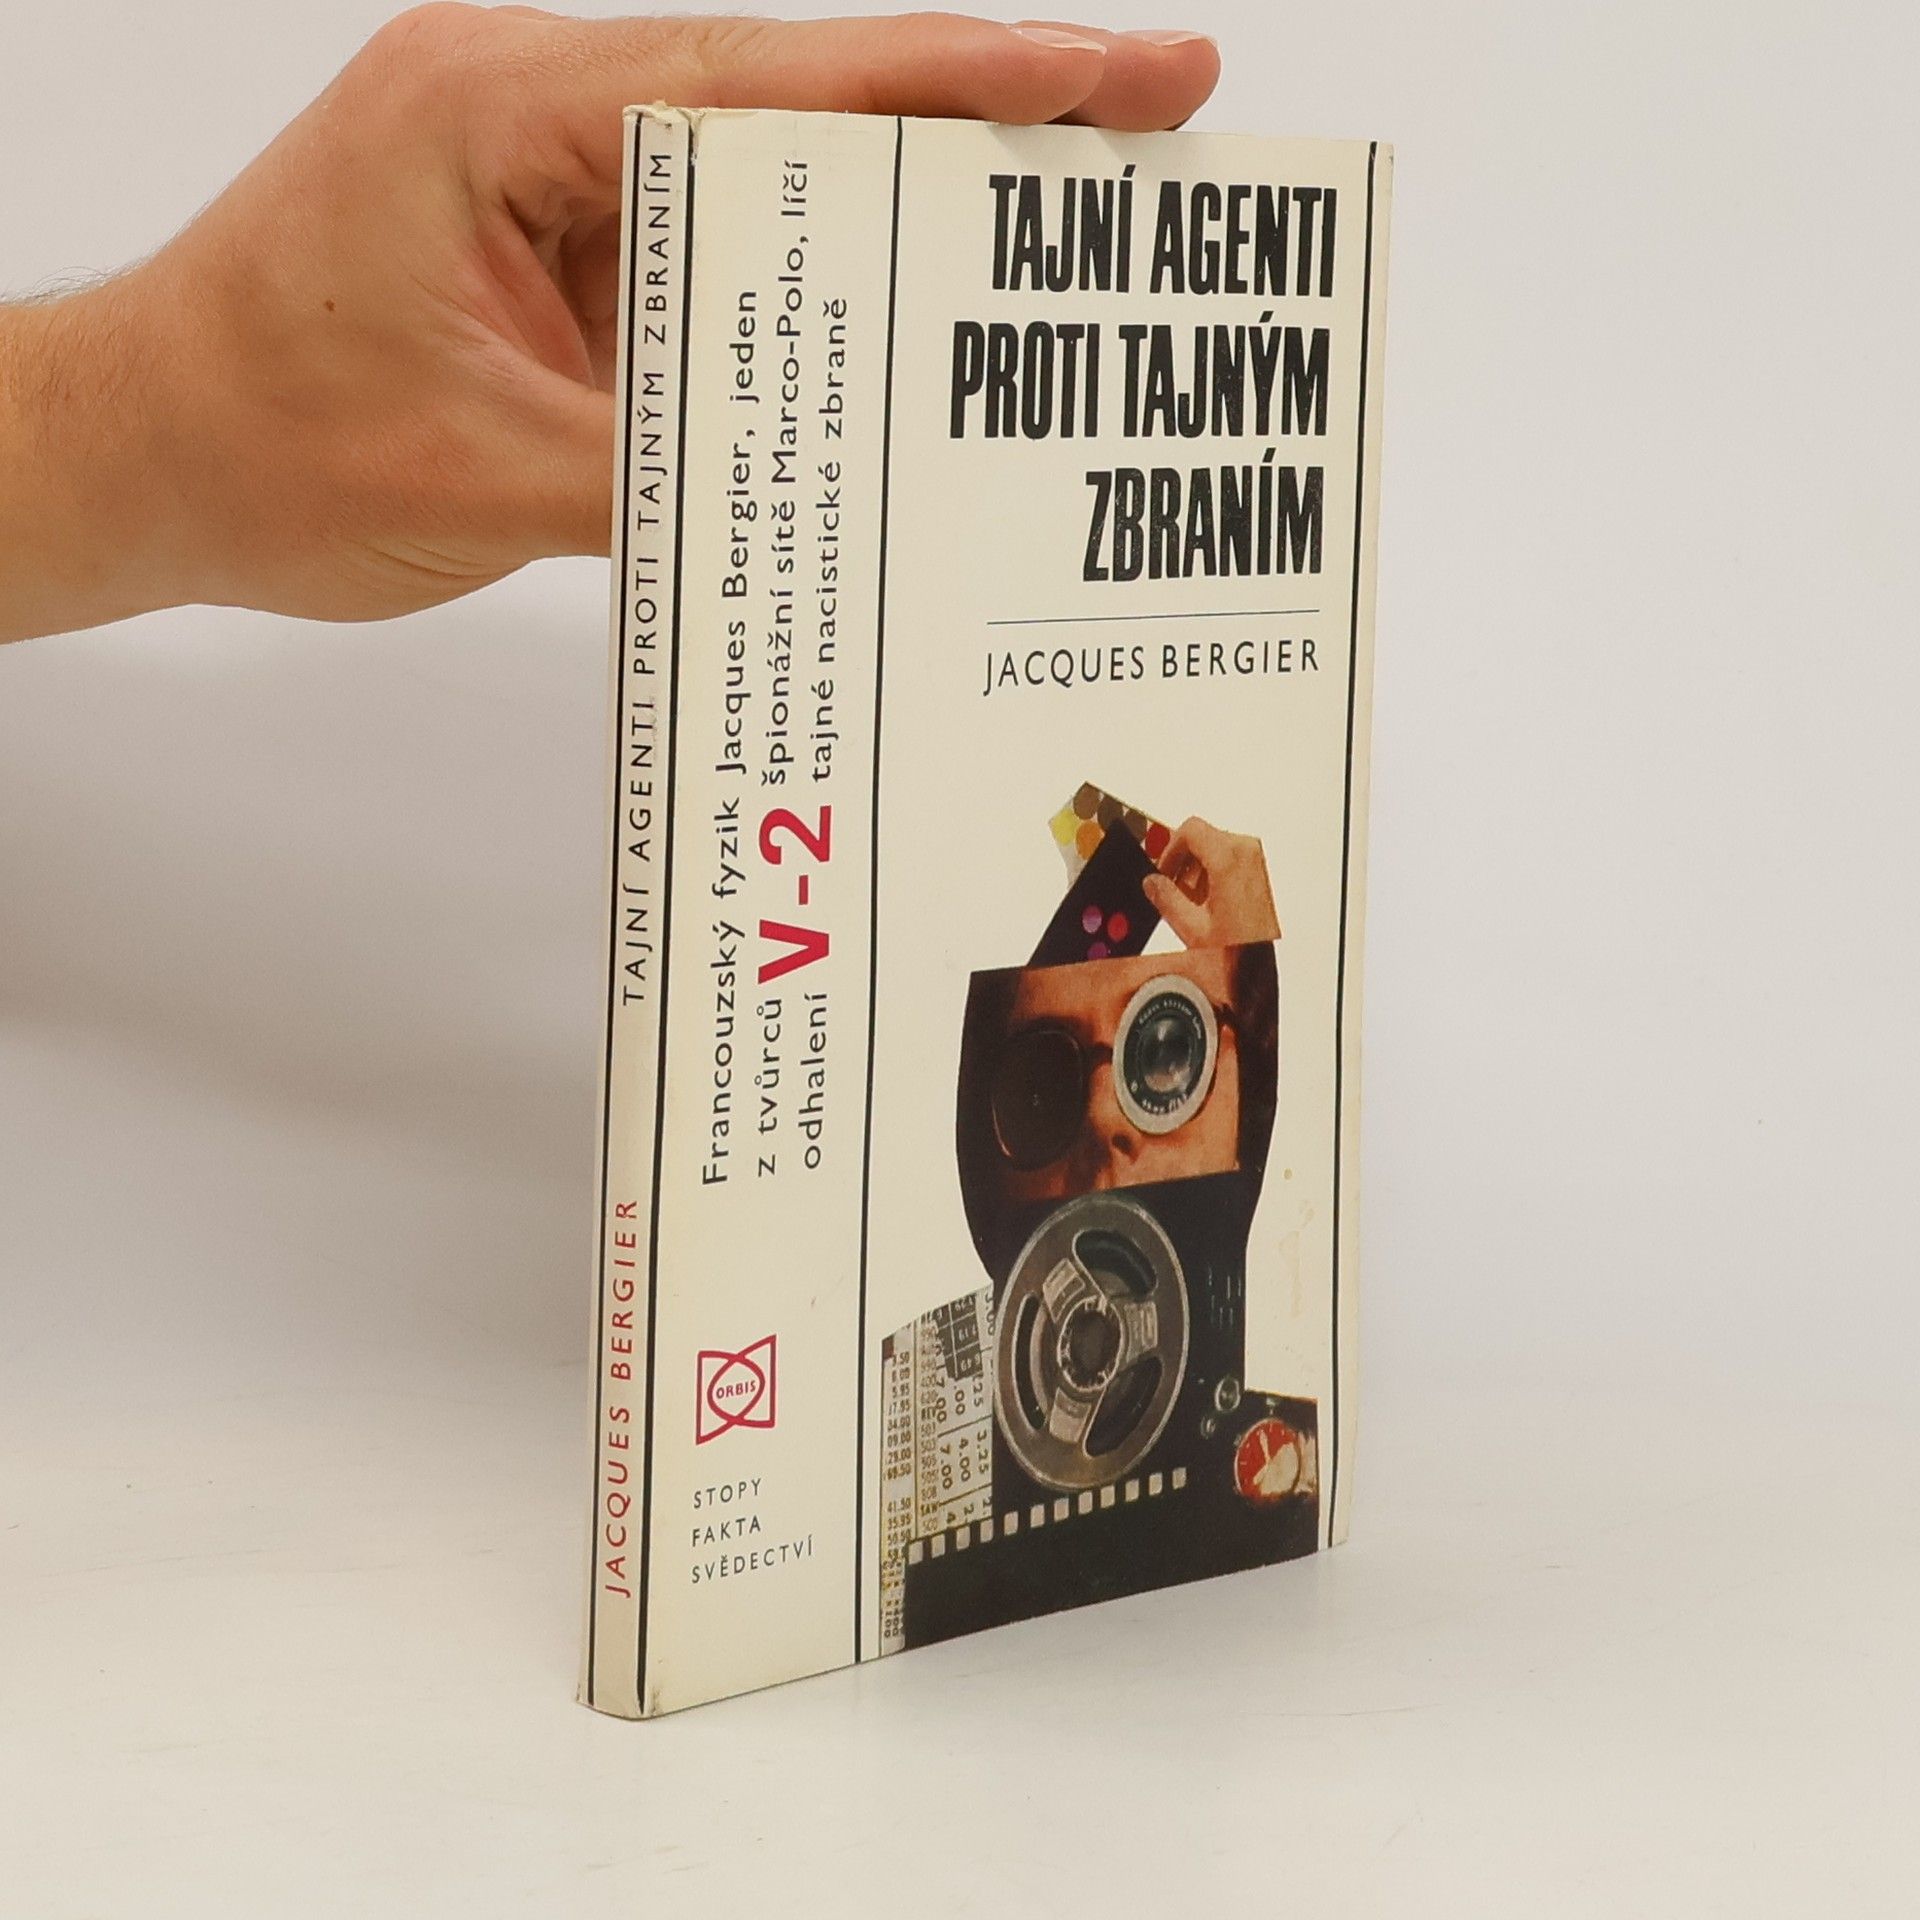 TAJNÍ AGENTI
PROTI TAJNÝM
ZBRANÍM
JACQUES BERGIER
Francouzský fyzik Jacques Bergier, jeden
z tvůrců V-2 špionážní sítě Marco-Polo, líčí
odhalení tajné nacistické zbraně
ORBIS
STOPY
FAKTA
SVĚDECTVÍ
JACQUES BERGIER TAJNÍ AGENTI PROTI TAJNÝM ZBRANÍM